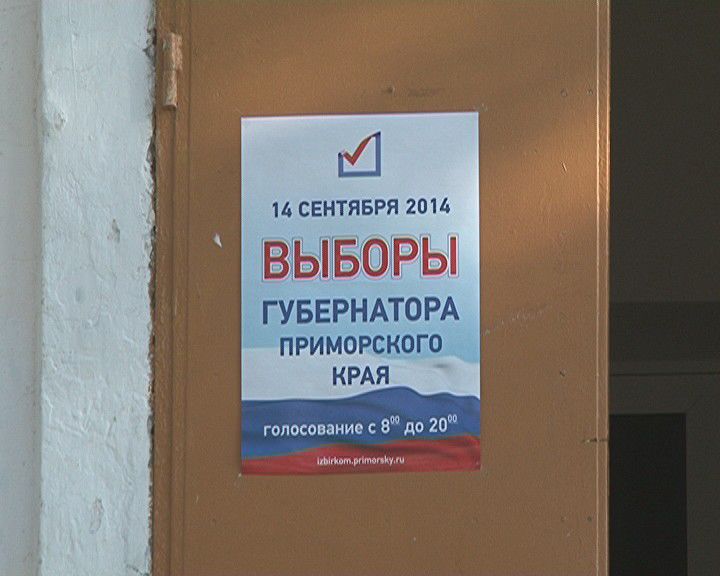 14 СЕНТЯБРЯ 2014
ВЫБОРЫ
ГУБЕРНАТОРА
ПРИМОРСКОГО
КРАЯ
голосование с 8⁰⁰ до 20⁰⁰
izbirkom.primorsky.ru